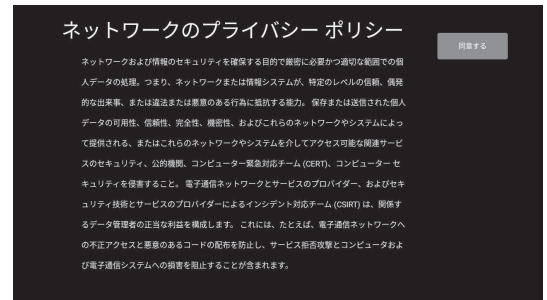 ネットワークのプライバシー ポリシー
同意する
ネットワークおよび情報のセキュリティを確保する目的で厳密に必要かつ適切な範囲での個
人データの処理。つまり、ネットワークまたは情報システムが、特定のレベルの信頼、偶発
的な出来事、または違法または悪意のある行為に抵抗する能力。 保存または送信された個人
データの可用性、信頼性、完全性、機密性、およびこれらのネットワークやシステムによっ
て提供される、またはこれらのネットワークやシステムを介してアクセス可能な関連サービ
スのセキュリティ、公的機関、コンピューター緊急対応チーム (CERT)、コンピューター セ
キュリティを侵害すること。 電子通信ネットワークとサービスのプロバイダー、およびセキ
ュリティ技術とサービスのプロバイダーによるインシデント対応チーム (CSIRT) は、関係す
るデータ管理者の正当な利益を構成します。 これには、たとえば、電子通信ネットワークへ
の不正アクセスと悪意のあるコードの配布を防止し、サービス拒否攻撃とコンピュータおよ
び電子通信システムへの損害を阻止することが含まれます。